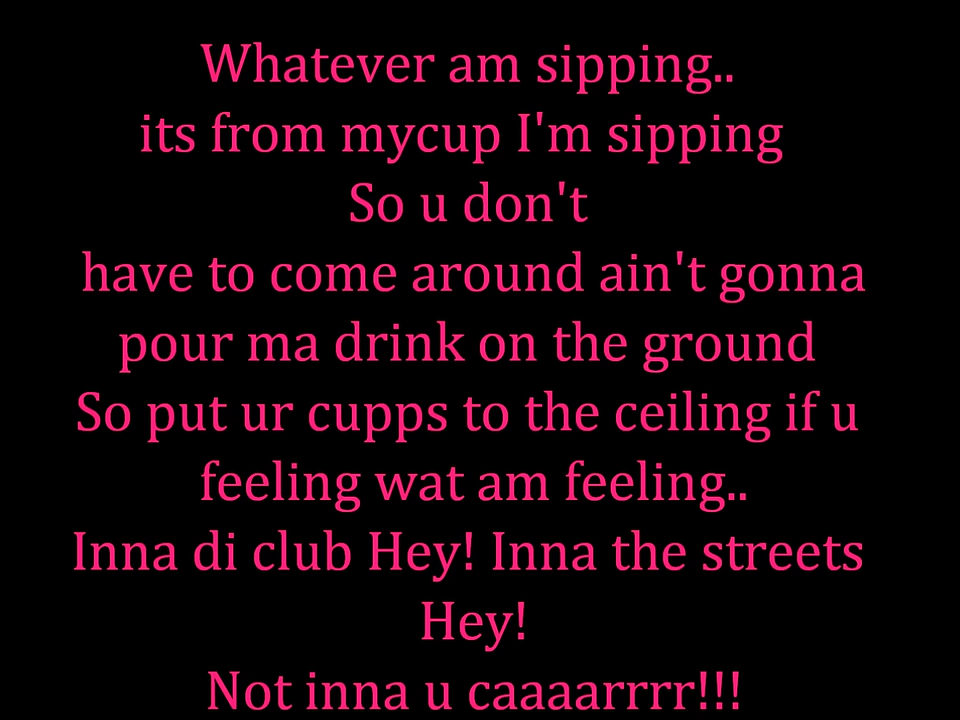 Whatever am sipping..
its from mycup I'm sipping
So u don't
have to come around ain't gonna
pour ma drink on the ground
So put ur cupps to the ceiling if u
feeling wat am feeling..
Inna di club Hey! Inna the streets
Hey!
Not inna u caaaarrrr!!!